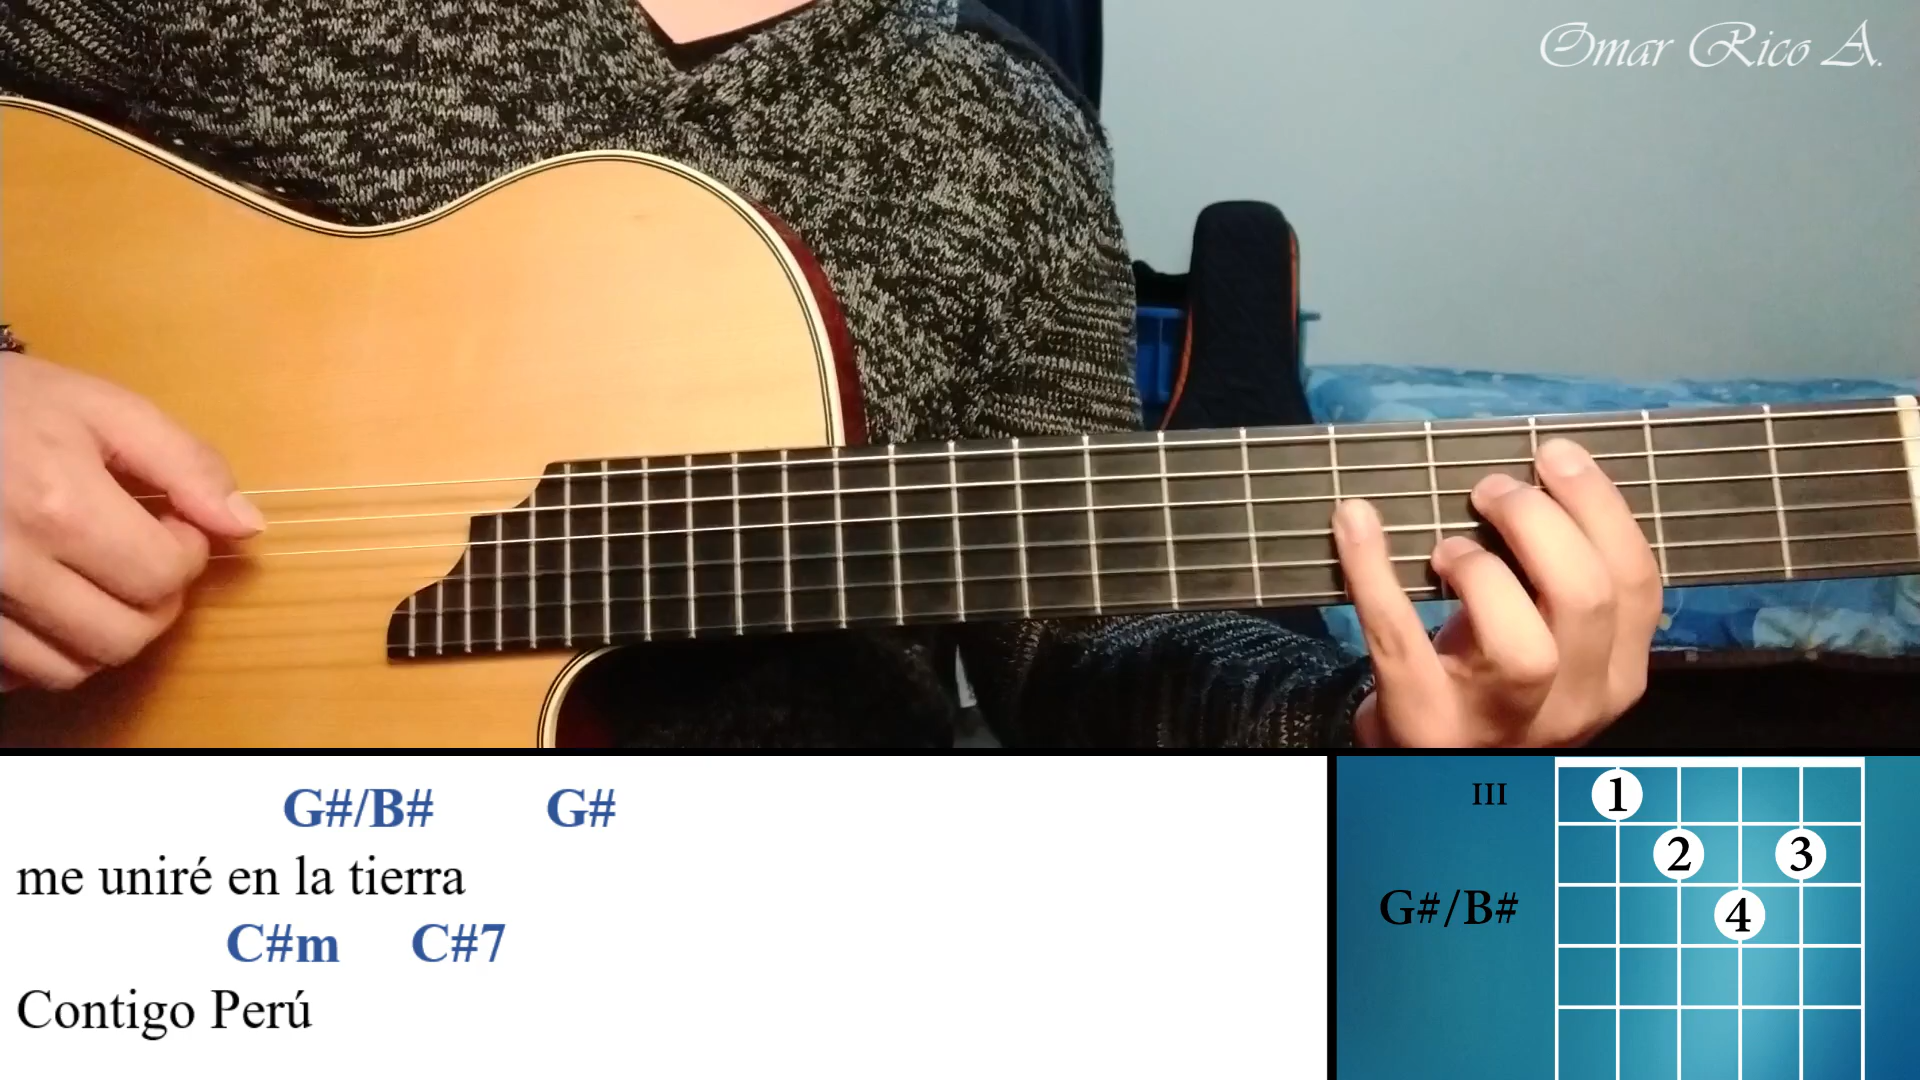 Omar Rico A.
G#/B# G#
me uniré en la tierra
C#m C#7
Contigo Perú
III
G#/B#
1
2 3
4